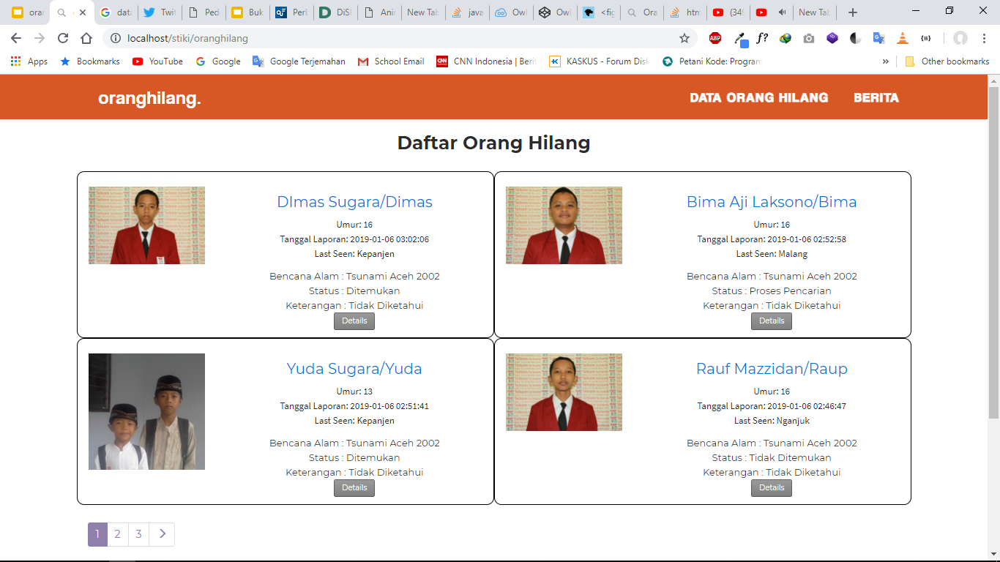 oran
data
Twit
Ped
Buk
Perl
DiSk
Anir
New Tab
java
Owl
Owl
<fig
Ora
htm
(345
New Tab
localhost/stiki/oranghilang
ABP
f?
Apps
Bookmarks
YouTube
Google
Google Terjemahan
School Email
CNN Indonesia | Beri
KASKUS - Forum Disk
Petani Kode: Program
»
Other bookmarks
oranghilang.
DATA ORANG HILANG
BERITA
Daftar Orang Hilang
DImas Sugara/Dimas
Umur: 16
Tanggal Laporan: 2019-01-06 03:02:06
Last Seen: Kepanjen
Bencana Alam : Tsunami Aceh 2002
Status : Ditemukan
Keterangan : Tidak Diketahui
Details
Bima Aji Laksono/Bima
Umur: 16
Tanggal Laporan: 2019-01-06 02:52:58
Last Seen: Malang
Bencana Alam : Tsunami Aceh 2002
Status : Proses Pencarian
Keterangan : Tidak Diketahui
Details
Yuda Sugara/Yuda
Umur: 13
Tanggal Laporan: 2019-01-06 02:51:41
Last Seen: Kepanjen
Bencana Alam : Tsunami Aceh 2002
Status : Ditemukan
Keterangan : Tidak Diketahui
Details
Rauf Mazzidan/Raup
Umur: 16
Tanggal Laporan: 2019-01-06 02:46:47
Last Seen: Nganjuk
Bencana Alam : Tsunami Aceh 2002
Status : Tidak Ditemukan
Keterangan : Tidak Diketahui
Details
1 2 3